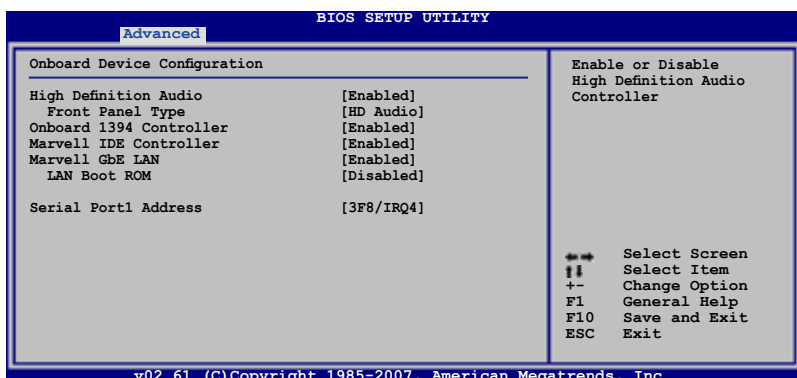 BIOS SETUP UTILITY
Advanced
Onboard Device Configuration
High Definition Audio [Enabled]
Front Panel Type [HD Audio]
Onboard 1394 Controller [Enabled]
Marvell IDE Controller [Enabled]
Marvell GbE LAN [Enabled]
LAN Boot ROM [Disabled]
Serial Port1 Address [3F8/IRQ4]
Enable or Disable
High Definition Audio
Controller
←→ Select Screen
↑↓ Select Item
+- Change Option
F1 General Help
F10 Save and Exit
ESC Exit
v02.61 (C)Copyright 1985-2007, American Megatrends, Inc.